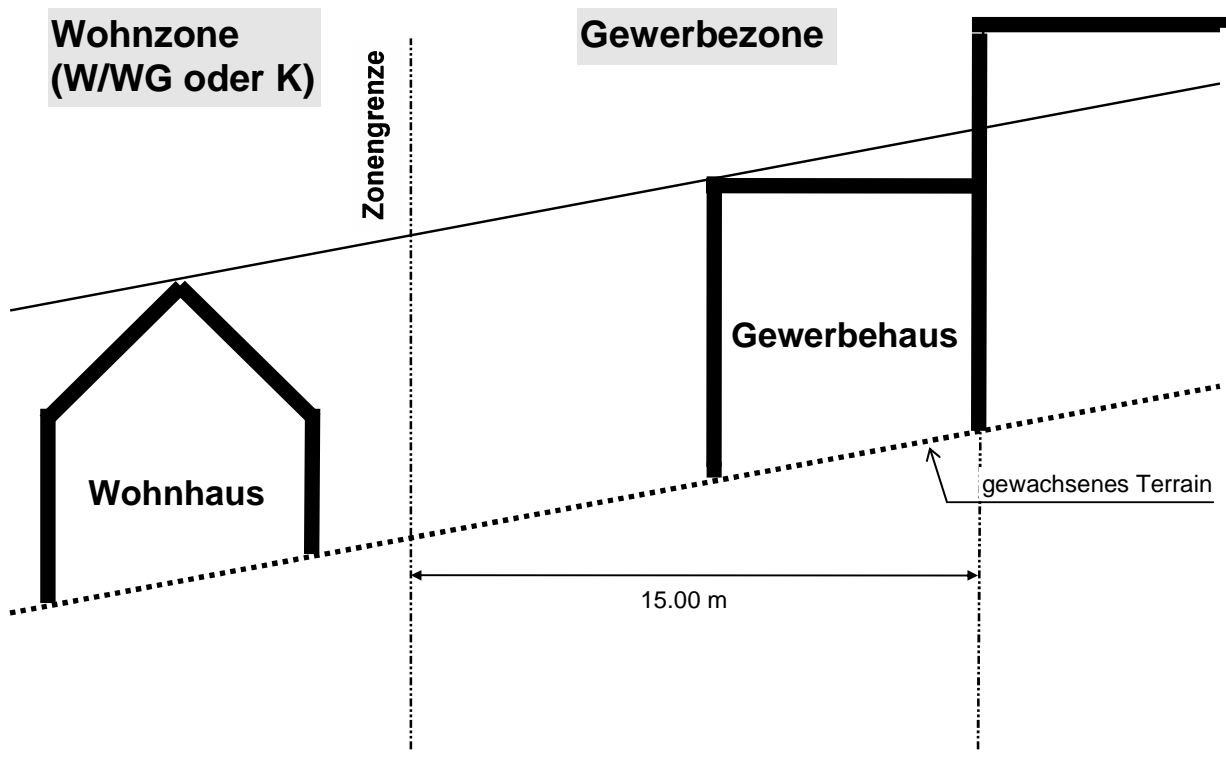 Wohnzone
(W/WG oder K)
Zonengrenze
Gewerbezone
Gewerbehaus
Wohnhaus
gewachsenes Terrain
15.00 m